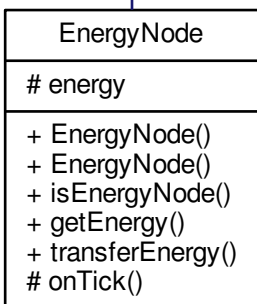 EnergyNode
# energy
+ EnergyNode()
+ EnergyNode()
+ isEnergyNode()
+ getEnergy()
+ transferEnergy()
# onTick()